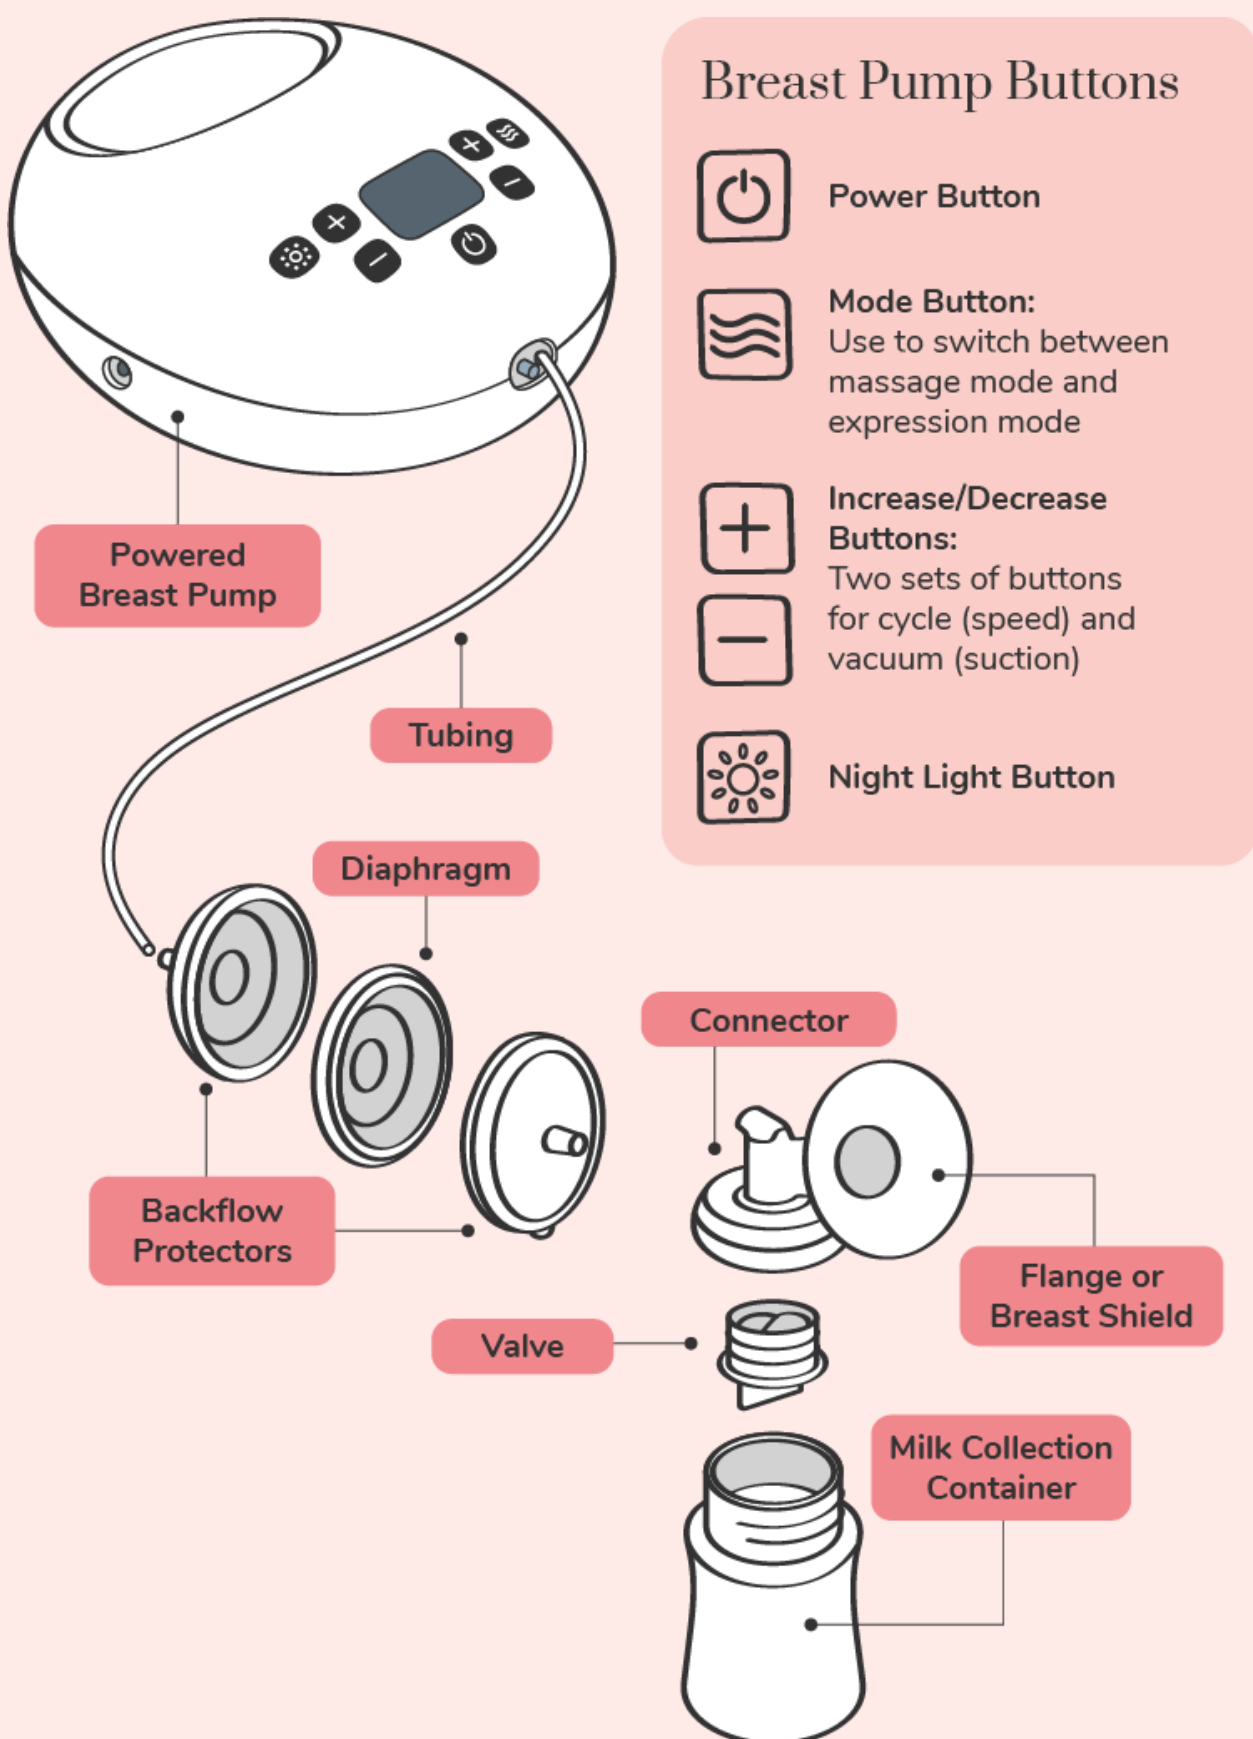 Breast Pump Buttons
Power Button
Mode Button:
Use to switch between
massage mode and
expression mode
Increase/Decrease
Buttons:
Two sets of buttons
for cycle (speed) and
vacuum (suction)
Night Light Button
Powered
Breast Pump
Tubing
Diaphragm
Connector
Backflow
Protectors
Flange or
Breast Shield
Valve
Milk Collection
Container